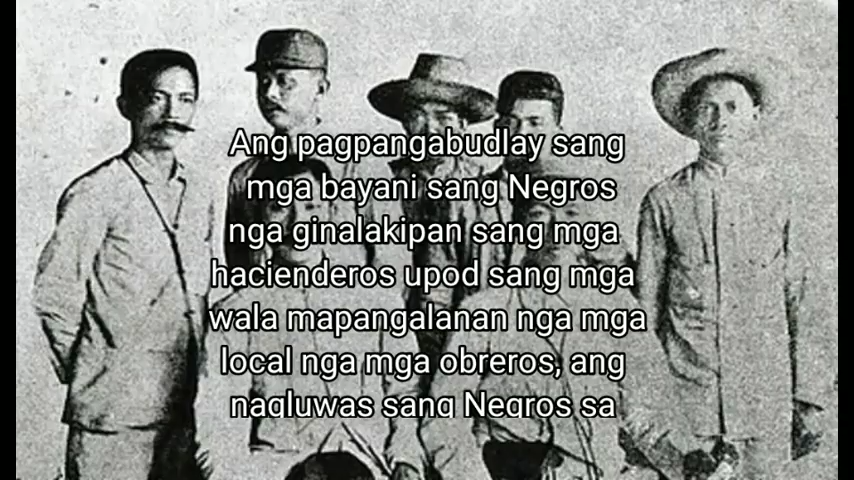 Ang pagpangabudlay sang
mga bayani sang Negros
nga ginalakipan sang mga
hacienderos upod sang mga
wala mapangalanan nga mga
local nga mga obreros, ang
nagluwas sang Negros sa